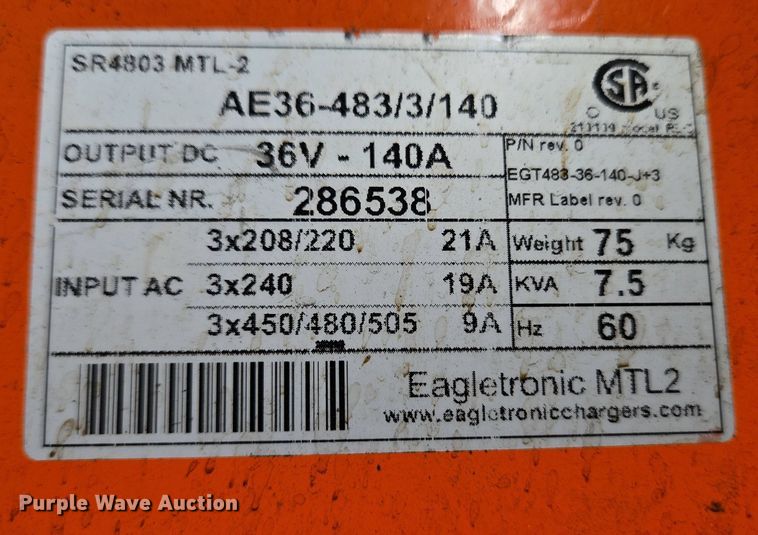 SR4803 MTL-2
AE36-483/3/140
CSA
C US
OUTPUT DC 36V - 140A
P/N rev. 0
EGT483-36-140-J+3
SERIAL NR. 286538
MFR Label rev. 0
INPUT AC
3x208/220 21A
Weight 75 Kg
3x240 19A
KVA 7.5
3x450/480/505 9A
Hz 60
Eagletronic MTL2
www.eagletronicchargers.com
Purple Wave Auction